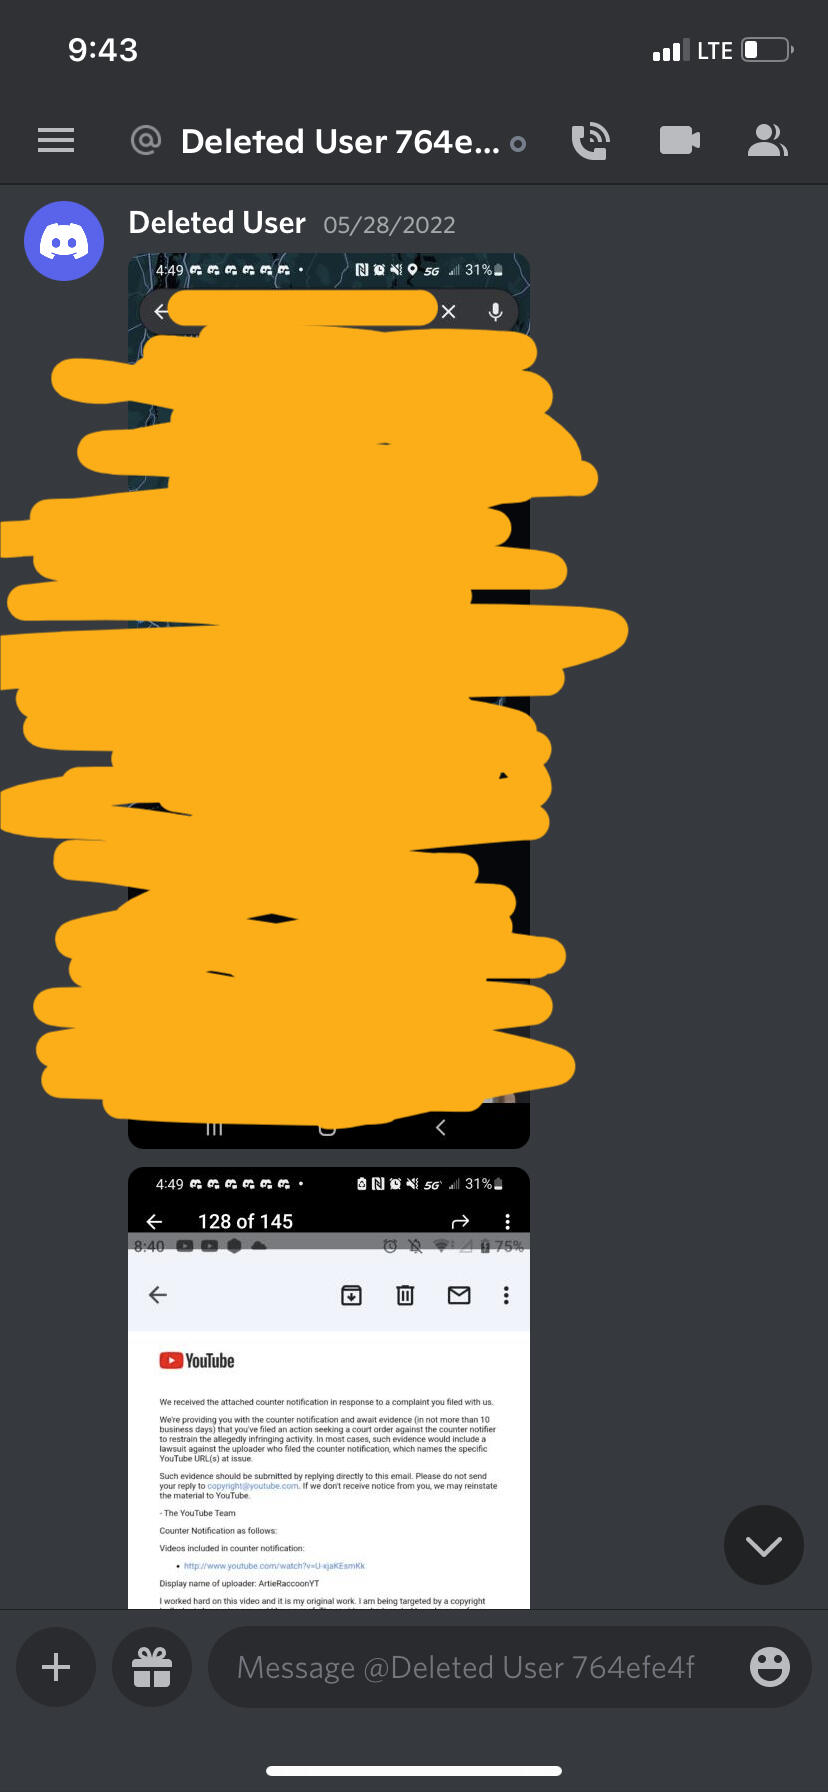 9:43
LTE
@ Deleted User 764e...
Deleted User 05/28/2022
4:49
5G 31%
4:49
5G 31%
128 of 145
8:40
75%
YouTube
We received the attached counter notification in response to a complaint you filed with us.
We're providing you with the counter notification and await evidence (in not more than 10
business days) that you've filed an action seeking a court order against the counter notifier
to restrain the allegedly infringing activity. In most cases, such evidence would include a
lawsuit against the uploader who filed the counter notification, which names the specific
YouTube URL(s) at issue.
Such evidence should be submitted by replying directly to this email. Please do not send
your reply to copyright@youtube.com. If we don't receive notice from you, we may reinstate
the material to YouTube.
- The YouTube Team
Counter Notification as follows:
Videos included in counter notification:
• http://www.youtube.com/watch?v=U-xjaKEsmKk
Display name of uploader: ArtieRaccoonYT
I worked hard on this video and it is my original work. I am being targeted by a copyright
Message @Deleted User 764efe4f